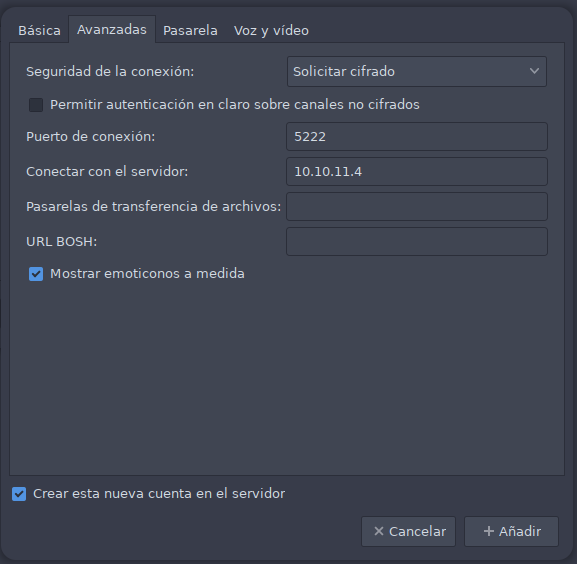 Básica Avanzadas Pasarela Voz y vídeo
Seguridad de la conexión: Solicitar cifrado
Permitir autenticación en claro sobre canales no cifrados
Puerto de conexión: 5222
Conectar con el servidor: 10.10.11.4
Pasarelas de transferencia de archivos:
URL BOSH:
Mostrar emoticonos a medida
Crear esta nueva cuenta en el servidor
Cancelar Añadir